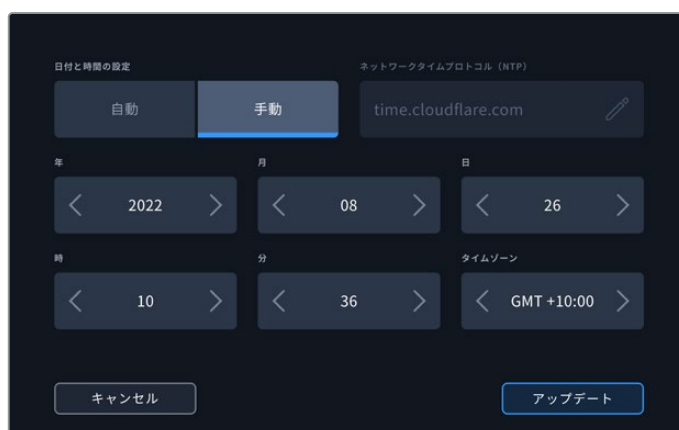 日付と時間の設定
ネットワークタイムプロトコル（NTP）
自動
手動
time.cloudflare.com
年
月
日
2022
08
26
時
分
タイムゾーン
10
36
GMT +10:00
キャンセル
アップデート